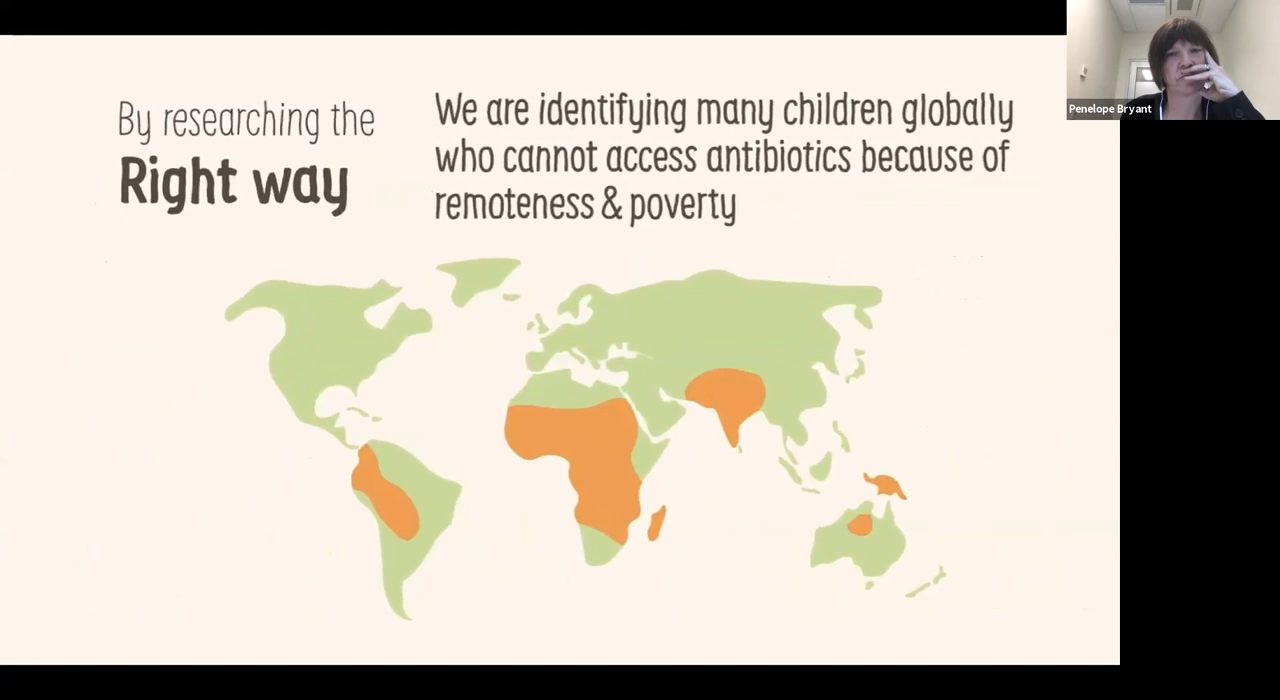 By researching the
Right way
We are identifying many children globally
who cannot access antibiotics because of
remoteness & poverty
Penelope Bryant